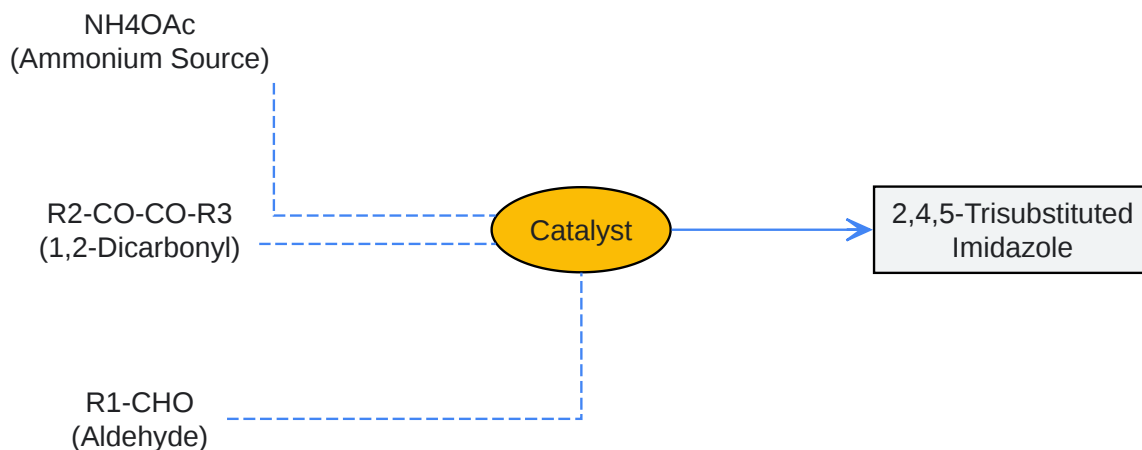 NH4OAc
(Ammonium Source)
R2-CO-CO-R3
(1,2-Dicarbonyl)
Catalyst
2,4,5-Trisubstituted
Imidazole
R1-CHO
(Aldehyde)